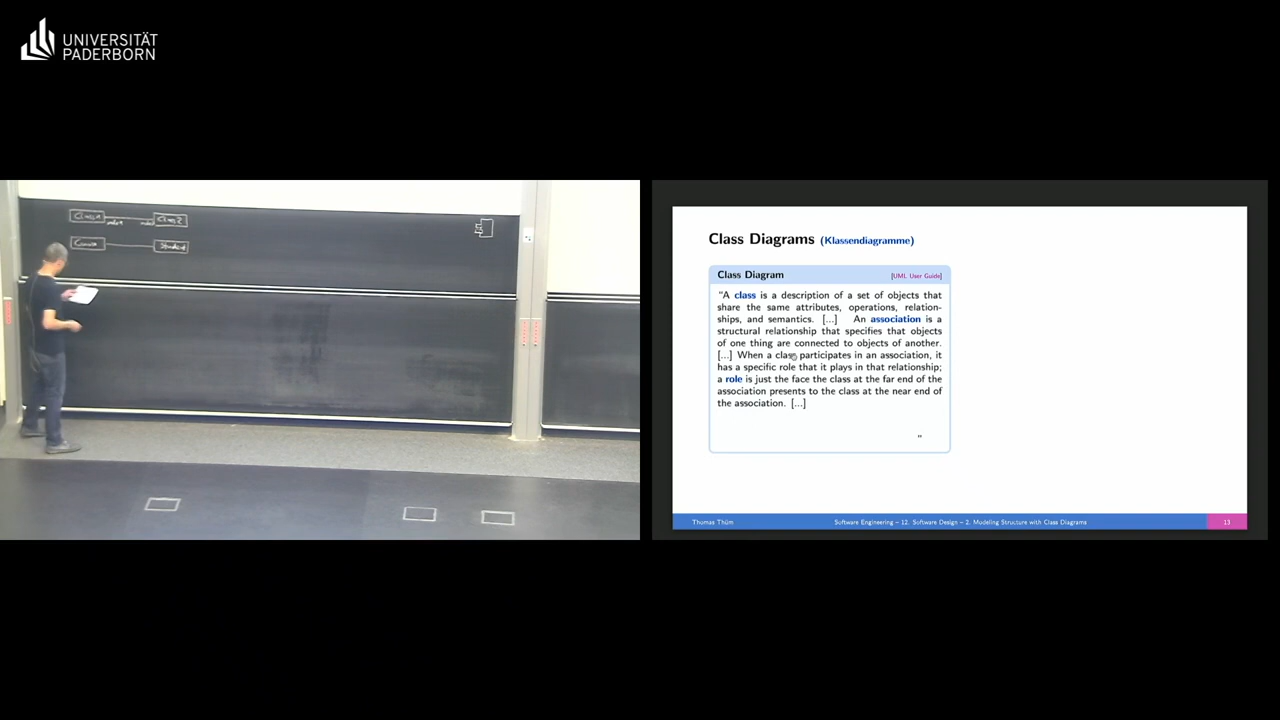 UNIVERSITÄT
PADERBORN
Class 2
Student
Class Diagrams (Klassendiagramme)
Class Diagram [UML User Guide]
"A class is a description of a set of objects that
share the same attributes, operations, relation-
ships, and semantics. [...] An association is a
structural relationship that specifies that objects
of one thing are connected to objects of another.
[...] When a class participates in an association, it
has a specific role that it plays in that relationship;
a role is just the face the class at the far end of the
association presents to the class at the near end of
the association. [...]
"
Thomas Thüm Software Engineering – 12. Software Design – 2. Modeling Structure with Class Diagrams 13